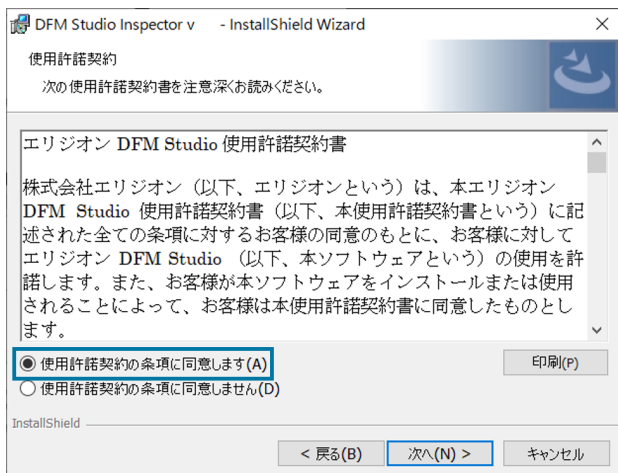 DFM Studio Inspector v - InstallShield Wizard
使用許諾契約
次の使用許諾契約書を注意深くお読みください。
エリジオン DFM Studio 使用許諾契約書
株式会社エリジオン（以下、エリジオンという）は、本エリジオン
DFM Studio 使用許諾契約書（以下、本使用許諾契約書という）に記
述された全ての条項に対するお客様の同意のもとに、お客様に対して
エリジオン DFM Studio （以下、本ソフトウェアという）の使用を許
諾します。また、お客様が本ソフトウェアをインストールまたは使用
されることによって、お客様は本使用許諾契約書に同意したものとし
ます。
使用許諾契約の条項に同意します(A)
印刷(P)
使用許諾契約の条項に同意しません(D)
InstallShield
< 戻る(B)
次へ(N) >
キャンセル